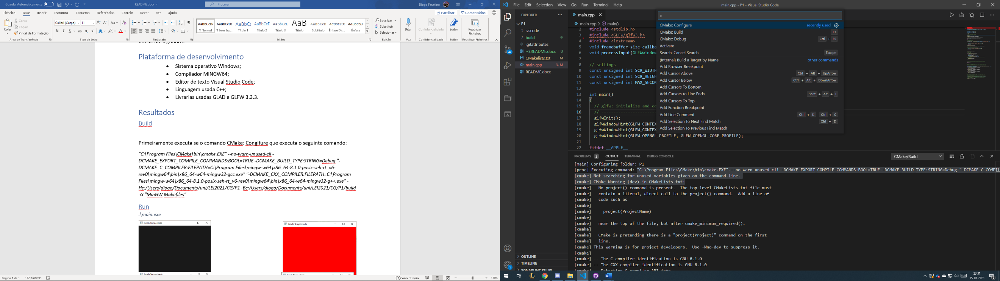 Guardar Automaticamente
README.docx
Procurar
Diogo Faustino
Ficheiro Base Inserir Estrutura Esquema Referências Correio Rever Ver Ajuda
Partilhar Comentários
Colar
Cortar
Copiar
Pincel de Formatação
Área de Transferência
Calibri (Corpo) 11
Tipo de Letra
Parágrafo
AaBbCcDc AaBbCcDc AaBbCc AaBbCcC AaBbCcD AaB AaBbCcD AaBbCcDc AaBbCcDc
¶ Normal ¶ Sem Esp... Título 1 Título 2 Título 3 Título Subtítulo Ênfase Dis... Ênfase
Estilos
Localizar
Substituir
Selecionar
Edição
Ditar
Voz
Confidencialidade
Confidencialidade
Editor
Editor
Reutilizar
Ficheiros
Reutilizar Ficheiros
fim de 30 segundos.
Plataforma de desenvolvimento
• Sistema operativo Windows;
• Compilador MINGW64;
• Editor de texto Visual Studio Code;
• Linguagem usada C++;
• Livrarias usadas GLAD e GLFW 3.3.3.
Resultados
Build
Primeiramente executa se o comando CMake: Congifure que executa o seguinte comando:
"C:\Program Files\CMake\bin\cmake.EXE" --no-warn-unused-cli -
DCMAKE_EXPORT_COMPILE_COMMANDS:BOOL=TRUE -DCMAKE_BUILD_TYPE:STRING=Debug "-
DCMAKE_C_COMPILER:FILEPATH=C:\Program Files\mingw-w64\x86_64-8.1.0-posix-seh-rt_v6-
rev0\mingw64\bin\x86_64-w64-mingw32-gcc.exe" "-DCMAKE_CXX_COMPILER:FILEPATH=C:\Program
Files\mingw-w64\x86_64-8.1.0-posix-seh-rt_v6-rev0\mingw64\bin\x86_64-w64-mingw32-g++.exe" -
Hc:/Users/diogo/Documents/uni/LEI2021/CG/P1 -Bc:/Users/diogo/Documents/uni/LEI2021/CG/P1/build
-G "MinGW Makefiles"
Run
.\main.exe
Janela Temporizada
Janela Temporizada
Página 1 de 1 142 palavras
Concentração
148%
File Edit Selection View Go Run Terminal Help
main.cpp - P1 - Visual Studio Code
EXPLORER
P1
.vscode
build
.gitattributes
~$README.docx U
CMakelists.txt M
main.cpp 3, M
README.docx
47
OUTLINE
TIMELINE
SONARLINT RULES
1
main.cpp
main.cpp > main()
2 #include <stdlib.h>
3 #include <GLFW/glfw3.h>
4 #include <iostream>
5 void framebuffer_size_callba
6 void processInput(GLFWwindow
7
8 // settings
9 const unsigned int SCR_WIDTH
10 const unsigned int SCR_HEIGH
11 const unsigned int MAX_SECON
12
13 int main()
14 {
15 // glfw: initialize and co
16 // -----------------------
17 glfwInit();
18 glfwWindowHint(GLFW_CONTEX
19 glfwWindowHint(GLFW_CONTEX
20 glfwWindowHint(GLFW_OPENGL_PROFILE, GLFW_OPENGL_CORE_PROFILE);
21
22 #ifdef __APPLE__
>
CMake: Configure recently used
CMake: Build F7
CMake: Debug Ctrl + F5
Activate
Search: Cancel Search Escape
(Internal) Build a Target by Name other commands
Add Browser Breakpoint
Add Cursor Above Ctrl + Alt + UpArrow
Add Cursor Below Ctrl + Alt + DownArrow
Add Cursors To Bottom
Add Cursors to Line Ends Shift + Alt + I
Add Cursors To Top
Add Function Breakpoint
Add Line Comment Ctrl + K Ctrl + C
Add Selection To Next Find Match Ctrl + D
Add Selection To Previous Find Match
PROBLEMS 3 OUTPUT TERMINAL DEBUG CONSOLE
CMake/Build
[main] Configuring folder: P1
[proc] Executing command: "C:\Program Files\CMake\bin\cmake.EXE" --no-warn-unused-cli -DCMAKE_EXPORT_COMPILE_COMMANDS:BOOL=TRUE -DCMAKE_BUILD_TYPE:STRING=Debug "-DCMAKE_C_COMPIL
[cmake] Not searching for unused variables given on the command line.
[cmake] CMake Warning (dev) in CMakeLists.txt:
[cmake] No project() command is present. The top-level CMakeLists.txt file must
[cmake] contain a literal, direct call to the project() command. Add a line of
[cmake] code such as
[cmake]
[cmake] project(ProjectName)
[cmake]
[cmake] near the top of the file, but after cmake_minimum_required().
[cmake]
[cmake] CMake is pretending there is a "project(Project)" command on the first
[cmake] line.
[cmake] This warning is for project developers. Use -Wno-dev to suppress it.
[cmake]
[cmake] -- The C compiler identification is GNU 8.1.0
[cmake] -- The CXX compiler identification is GNU 8.1.0
23:31
15-03-2021